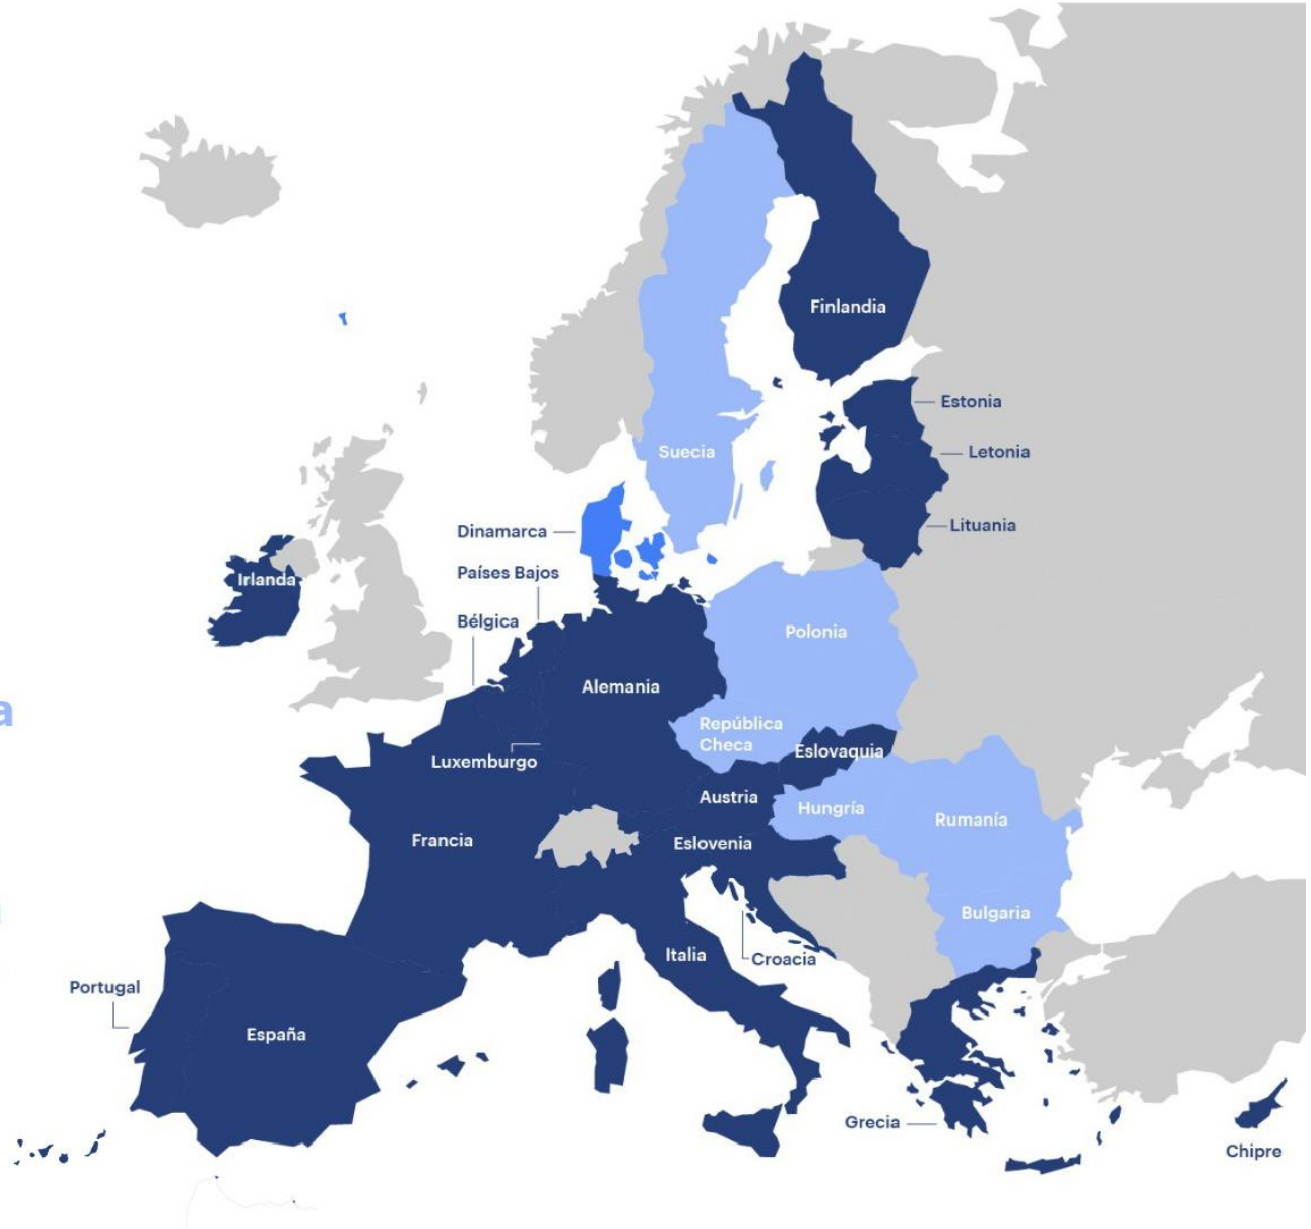 Finlandia
Estonia
Suecia
Letonia
Lituania
Dinamarca
Países Bajos
Irlanda
Bélgica
Polonia
Alemania
a
República
Checa
Eslovaquia
Luxemburgo
Austria
Hungría
Rumanía
Francia
Eslovenia
Bulgaria
Italia
Croacia
Portugal
España
Grecia
Chipre